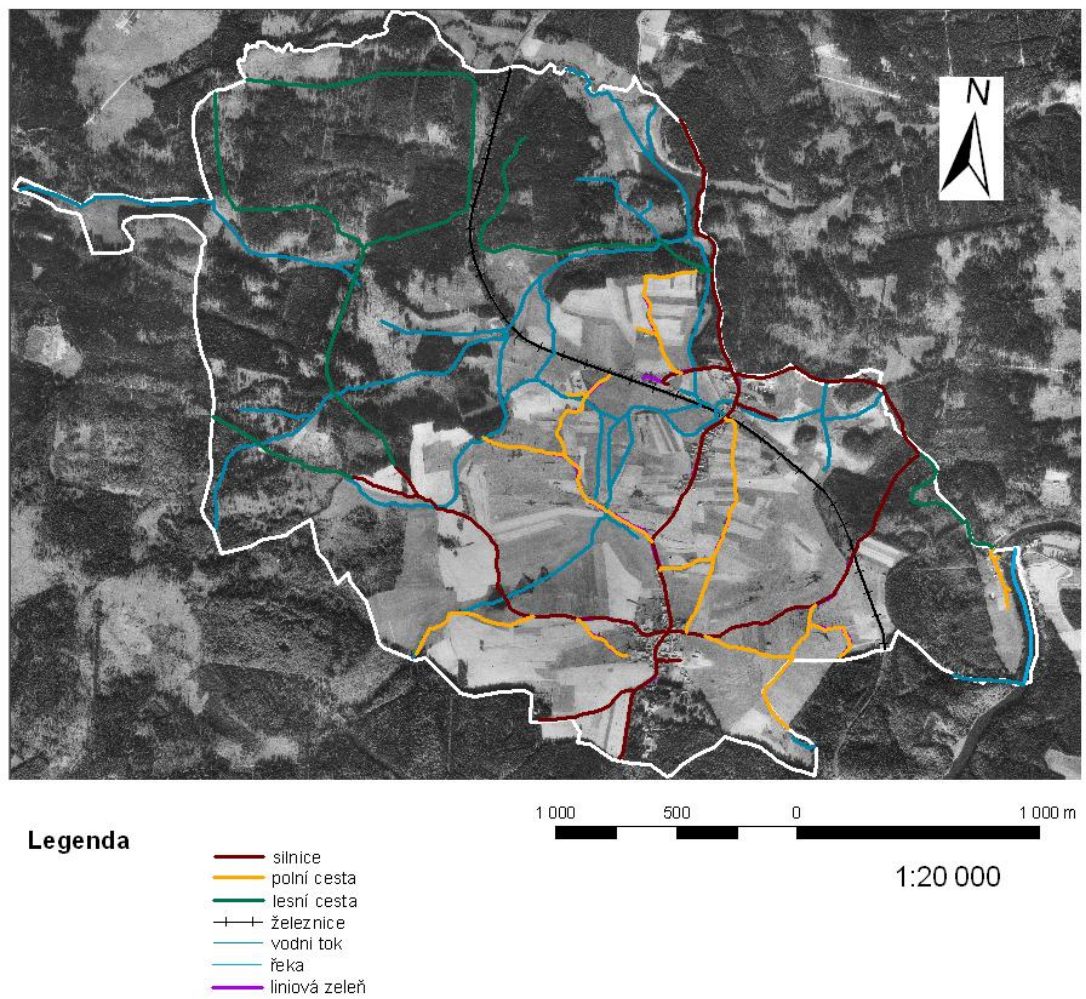 N
1 000 500 0 1 000 m
Legenda
1:20 000
silnice
polní cesta
lesní cesta
železnice
vodni tok
řeka
liniová zeleň